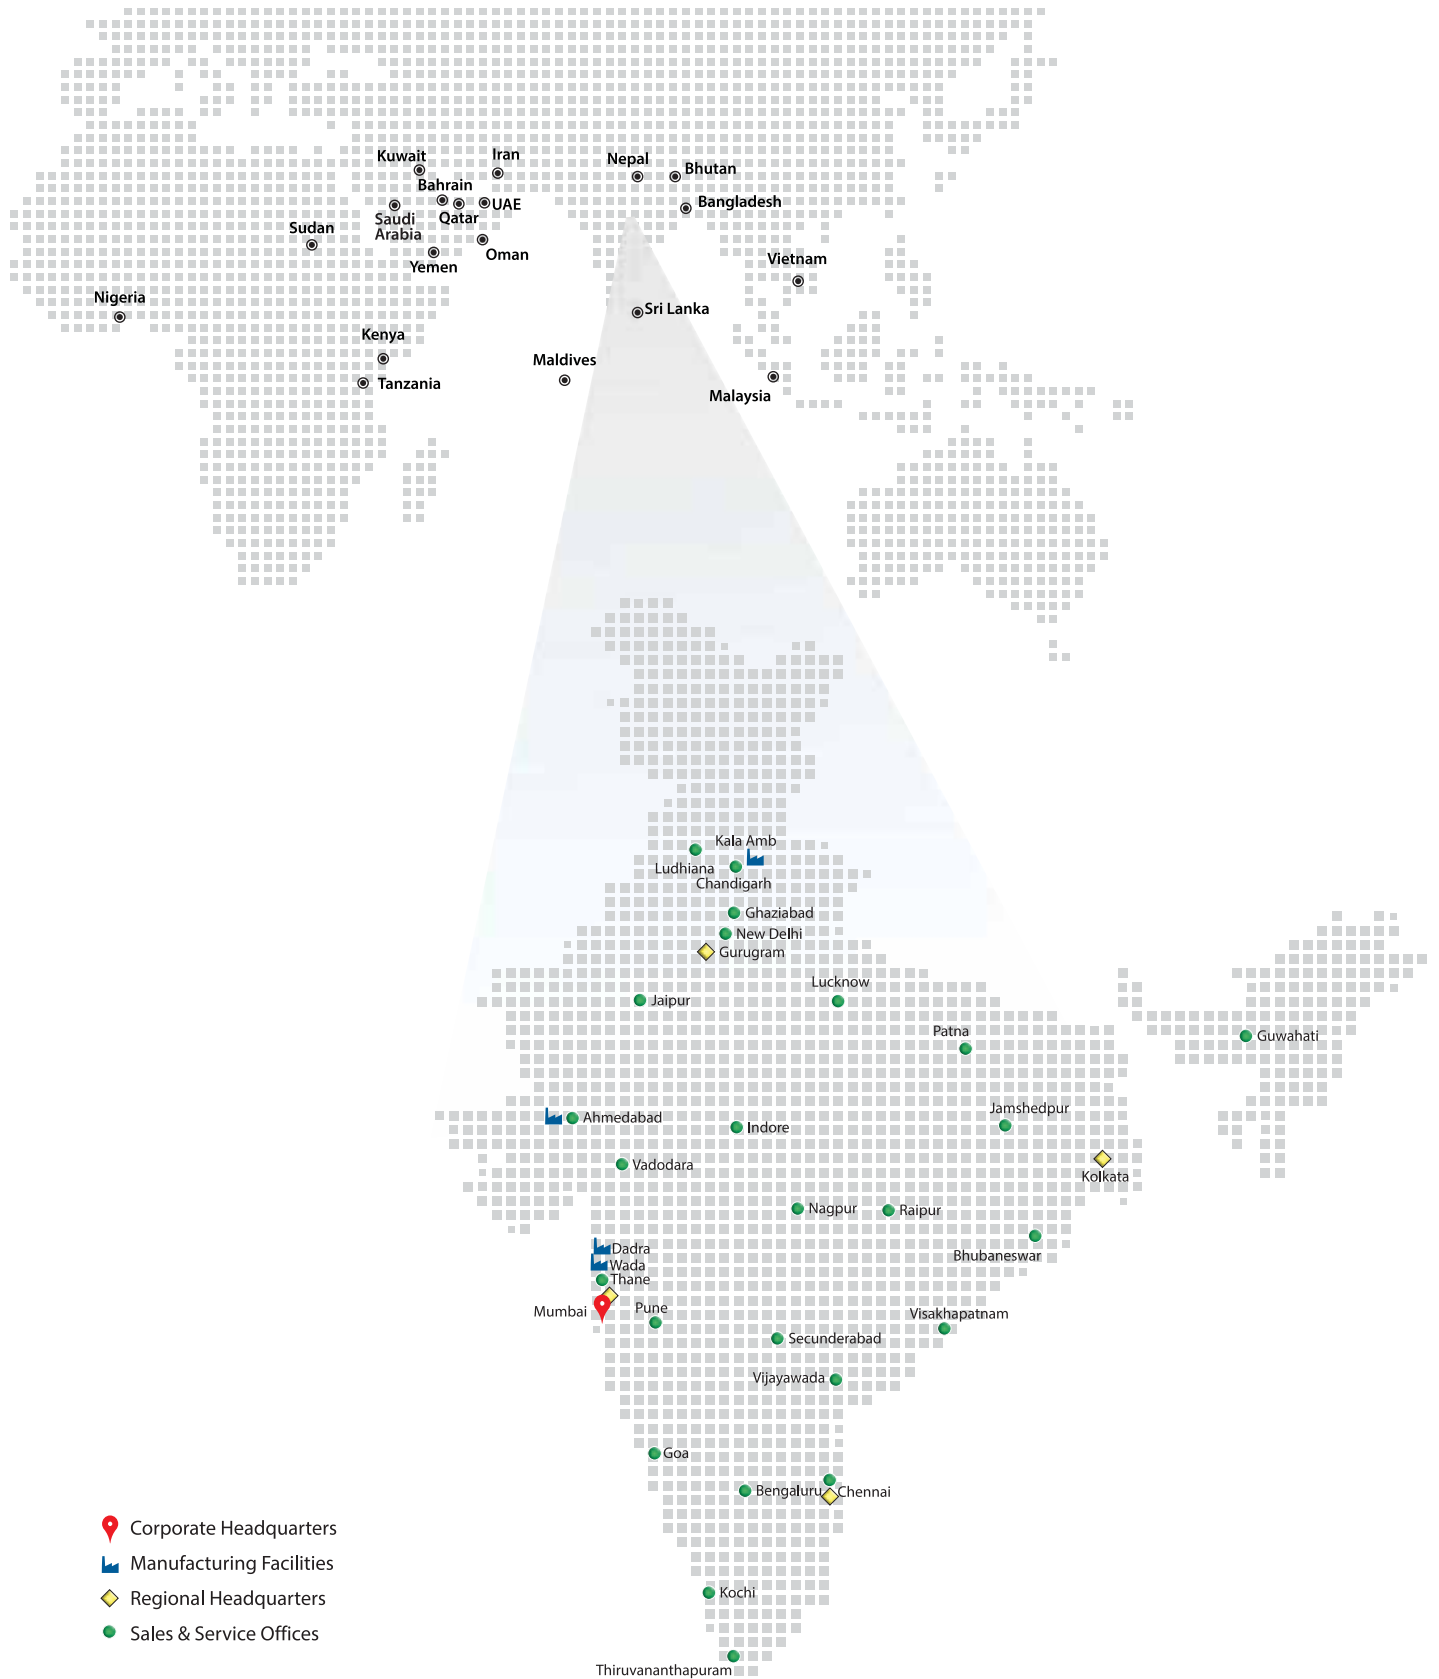 Kuwait
Iran
Nepal
Bhutan
Bahrain
Bangladesh
Saudi
Arabia
Qatar
UAE
Sudan
Oman
Yemen
Vietnam
Nigeria
Sri Lanka
Kenya
Maldives
Tanzania
Malaysia
Kala Amb
Ludhiana
Chandigarh
Ghaziabad
New Delhi
Gurugram
Lucknow
Jaipur
Patna
Guwahati
Jamshedpur
Ahmedabad
Indore
Vadodara
Kolkata
Nagpur
Raipur
Dadra
Bhubaneswar
Wada
Thane
Mumbai
Pune
Visakhapatnam
Secunderabad
Vijayawada
Goa
Bengaluru
Chennai
Corporate Headquarters
Manufacturing Facilities
Regional Headquarters
Kochi
Sales & Service Offices
Thiruvananthapuram